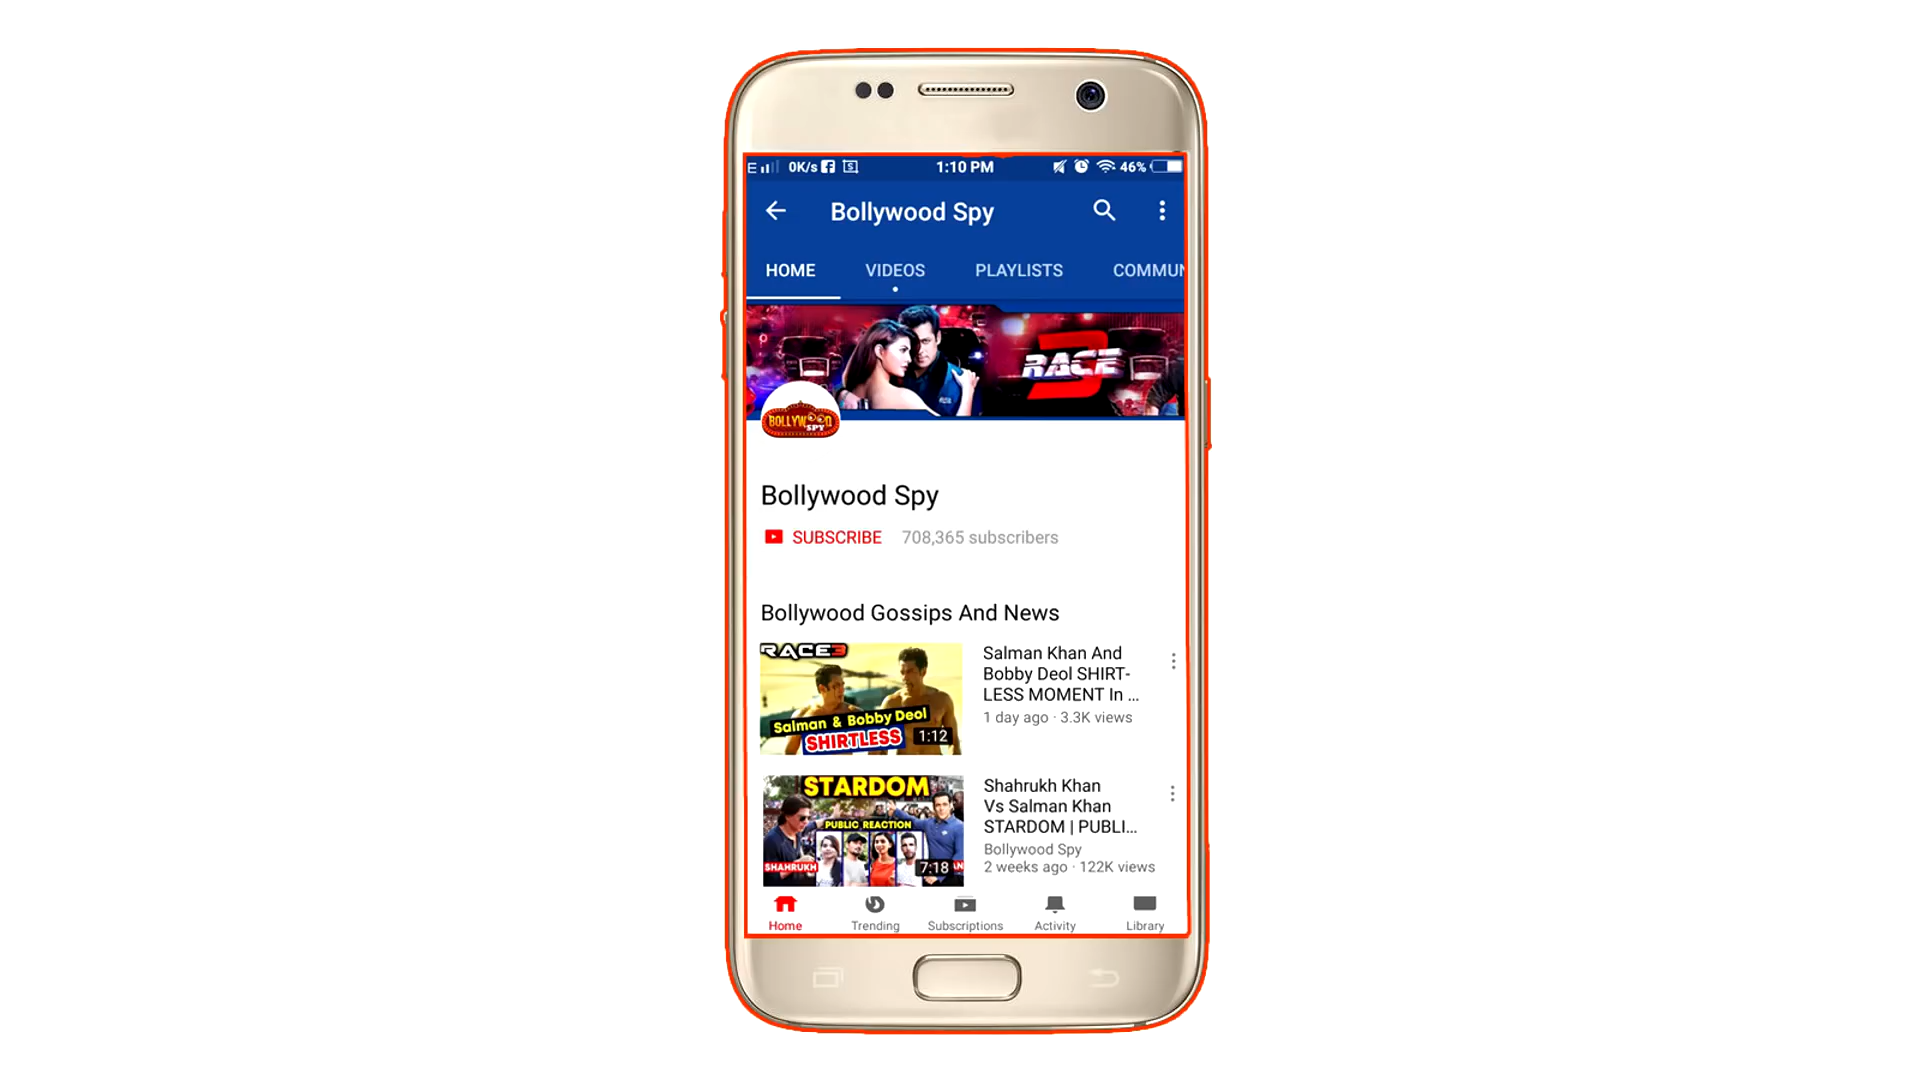 E 0K/s 1:10 PM 46%
Bollywood Spy
HOME VIDEOS PLAYLISTS COMMUN
RACE 3
BOLLYWOOD
SPY
Bollywood Spy
SUBSCRIBE 708,365 subscribers
Bollywood Gossips And News
RACE3
Salman & Bobby Deol
SHIRTLESS
1:12
Salman Khan And
Bobby Deol SHIRT-
LESS MOMENT In ...
1 day ago · 3.3K views
STARDOM
PUBLIC REACTION
SHAHRUKH
7:18
Shahrukh Khan
Vs Salman Khan
STARDOM | PUBLI...
Bollywood Spy
2 weeks ago · 122K views
Home Trending Subscriptions Activity Library